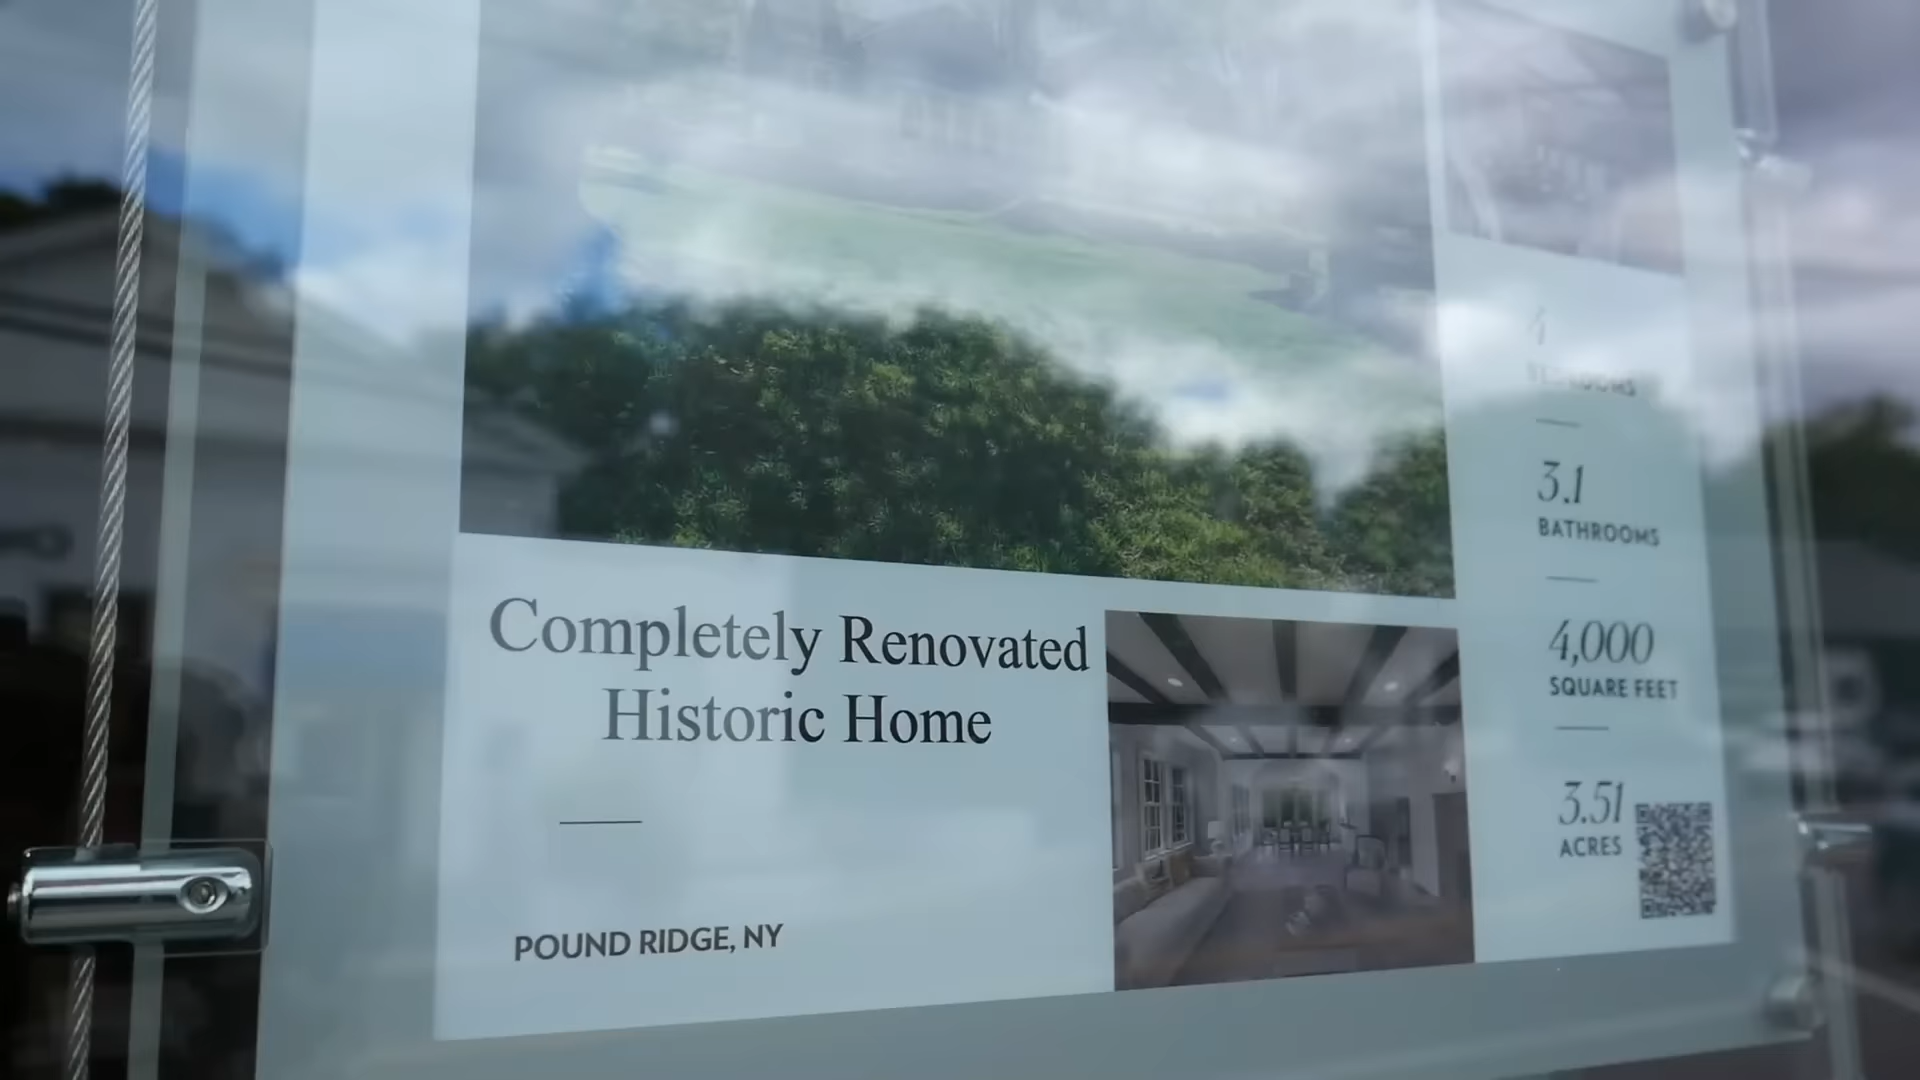 Completely Renovated
Historic Home
POUND RIDGE, NY
3.1
BATHROOMS
4,000
SQUARE FEET
3.51
ACRES